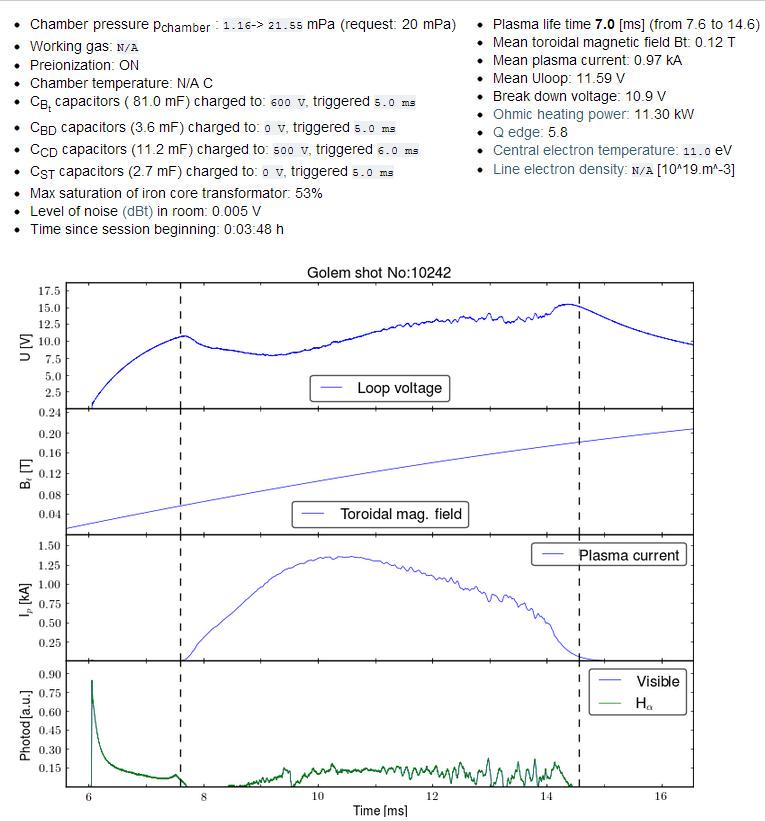 Chamber pressure pchamber : 1.16-> 21.55 mPa (request: 20 mPa)
Working gas: N/A
Preionization: ON
Chamber temperature: N/A C
CBt capacitors ( 81.0 mF) charged to: 600 V, triggered 5.0 ms
CBD capacitors (3.6 mF) charged to: 0 V, triggered 5.0 ms
CCD capacitors (11.2 mF) charged to: 500 V, triggered 6.0 ms
CST capacitors (2.7 mF) charged to: 0 V, triggered 5.0 ms
Max saturation of iron core transformator: 53%
Level of noise (dBt) in room: 0.005 V
Time since session beginning: 0:03:48 h
Plasma life time 7.0 [ms] (from 7.6 to 14.6)
Mean toroidal magnetic field Bt: 0.12 T
Mean plasma current: 0.97 kA
Mean Uloop: 11.59 V
Break down voltage: 10.9 V
Ohmic heating power: 11.30 kW
Q edge: 5.8
Central electron temperature: 11.0 eV
Line electron density: N/A [10^19.m^-3]
Golem shot No:10242
17.5
15.0
12.5
10.0
7.5
5.0
2.5
U [V]
Loop voltage
0.24
0.20
0.16
0.12
0.08
0.04
Bt [T]
Toroidal mag. field
1.50
1.25
1.00
0.75
0.50
0.25
Ip [kA]
Plasma current
0.90
0.75
0.60
0.45
0.30
0.15
Photod [a.u.]
Visible
Hα
6 8 10 12 14 16
Time [ms]